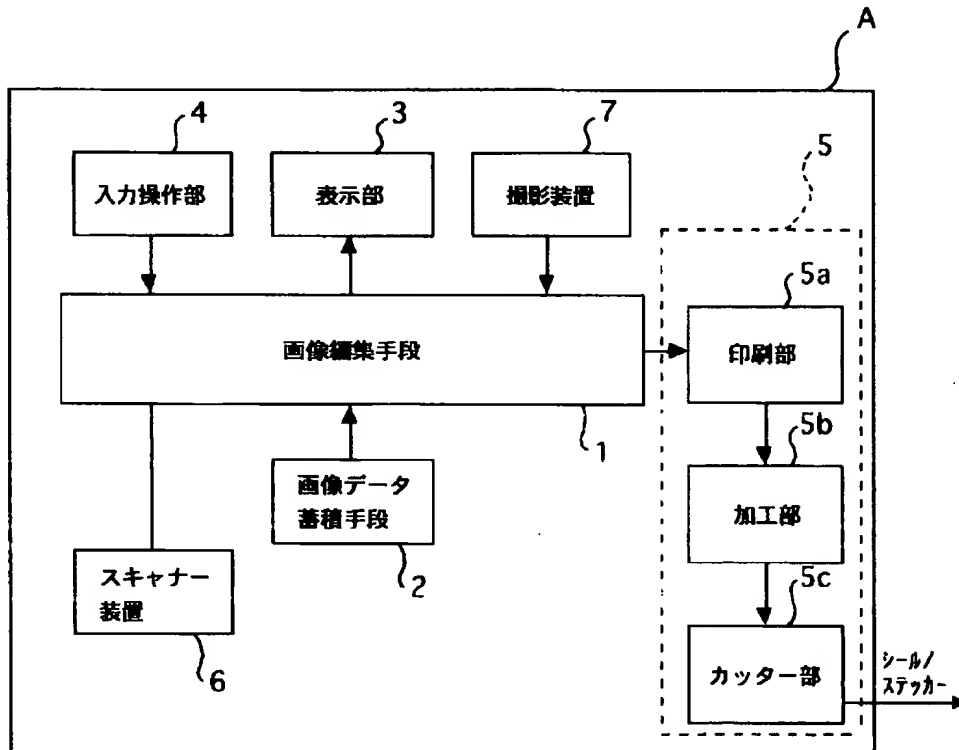 A
4
3
7
5
入力操作部
表示部
撮影装置
5a
画像編集手段
印刷部
1
5b
画像データ
蓄積手段
加工部
2
5c
スキャナー
装置
6
カッター部
シール/
ステッカー